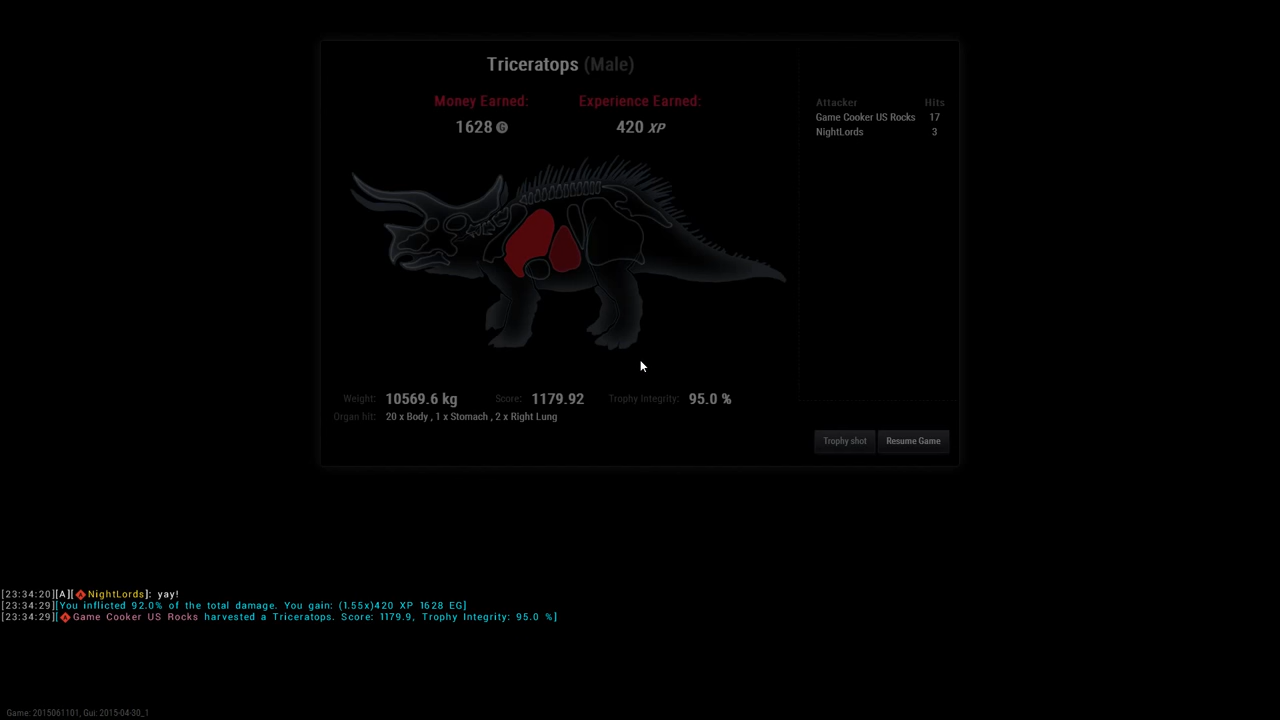 Triceratops (Male)
Money Earned: Experience Earned:
1628 G 420 XP
Attacker Hits
Game Cooker US Rocks 17
NightLords 3
Weight: 10569.6 kg Score: 1179.92 Trophy Integrity: 95.0 %
Organ hit: 20 x Body , 1 x Stomach , 2 x Right Lung
Trophy shot Resume Game
[23:34:20][A][NightLords]: yay!
[23:34:29][You inflicted 92.0% of the total damage. You gain: (1.55x)420 XP 1628 EG]
[23:34:29][Game Cooker US Rocks harvested a Triceratops. Score: 1179.9, Trophy Integrity: 95.0 %]
Game: 2015061101, Gui: 2015-04-30_1